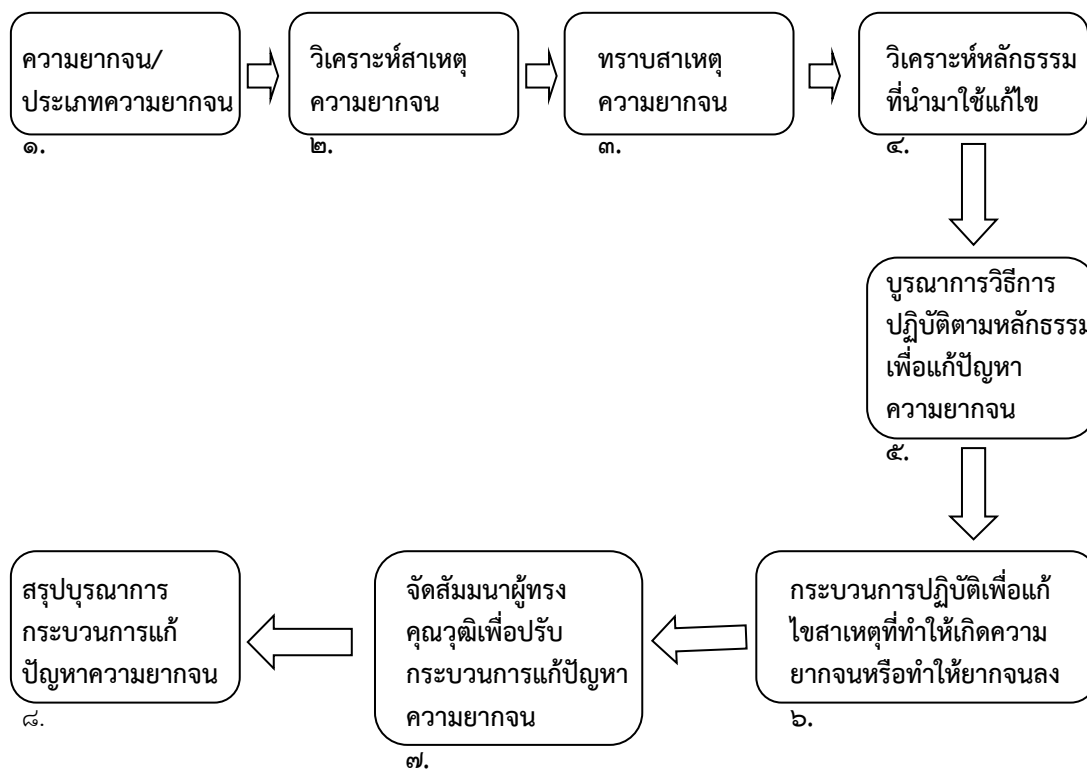 ความยากจน/
ประเภทความยากจน
๑.
วิเคราะห์สาเหตุ
ความยากจน
๒.
ทราบสาเหตุ
ความยากจน
๓.
วิเคราะห์หลักธรรม
ที่นำมาใช้แก้ไข
๔.
บูรณาการวิธีการ
ปฏิบัติตามหลักธรรม
เพื่อแก้ปัญหา
ความยากจน
๕.
กระบวนการปฏิบัติเพื่อแก้
ไขสาเหตุที่ทำให้เกิดความ
ยากจนหรือทำให้ยากจนลง
๖.
จัดสัมมนาผู้ทรง
คุณวุฒิเพื่อปรับ
กระบวนการแก้ปัญหา
ความยากจน
๗.
สรุปบุรณาการ
กระบวนการแก้
ปัญหาความยากจน
๘.